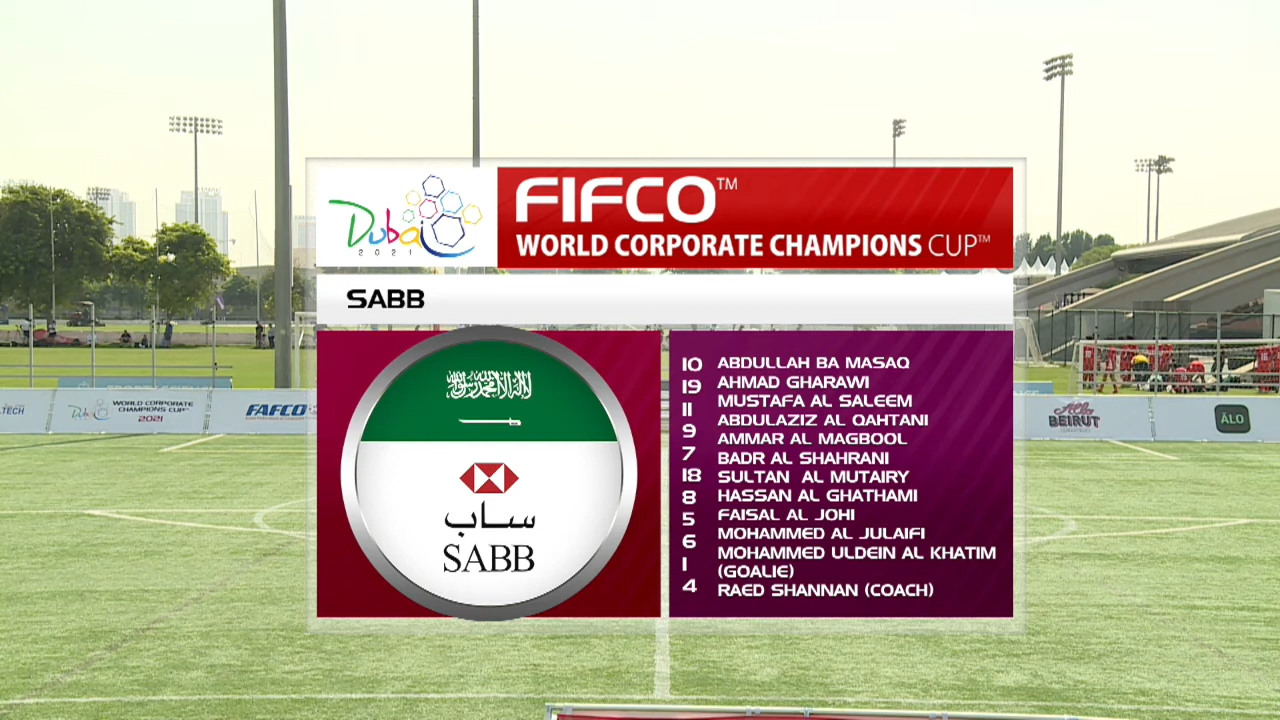 Dubai
2021
FIFCO™
WORLD CORPORATE CHAMPIONS CUP™
SABB
لا إله إلا الله محمد رسول الله
ساب
SABB
10 ABDULLAH BA MASAQ
19 AHMAD GHARAWI
11 MUSTAFA AL SALEEM
9 ABDULAZIZ AL QAHTANI
7 AMMAR AL MAGBOOL
18 BADR AL SHAHRANI
8 SULTAN AL MUTAIRY
5 HASSAN AL GHATHAMI
6 FAISAL AL JOHI
1 MOHAMMED AL JULAIFI
4 MOHAMMED ULDEIN AL KHATIM
(GOALIE)
RAED SHANNAN (COACH)
TECH
Dubai
WORLD CORPORATE
CHAMPIONS CUP
2021
FAFCO
BEIRUT
ALO